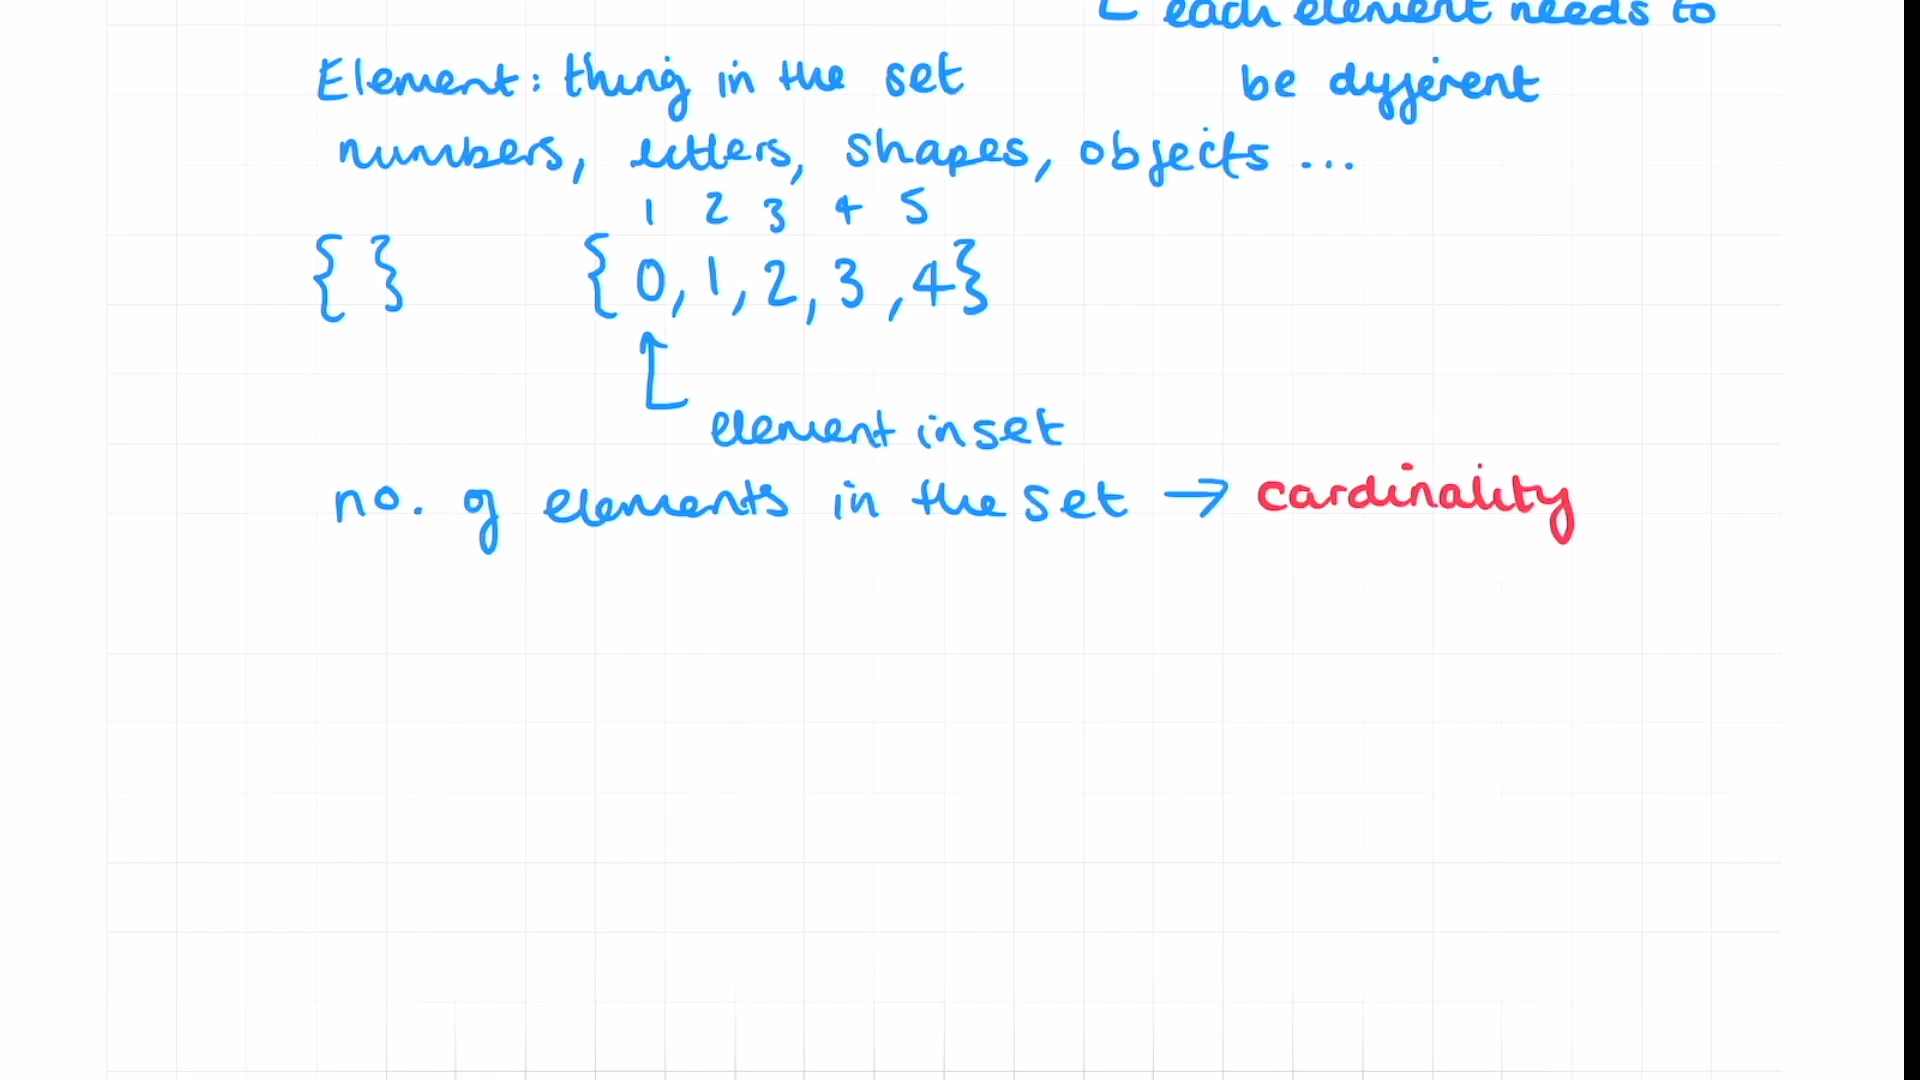 each element needs to
Element: thing in the set
be different
numbers, letters, shapes, objects ...
1 2 3 4 5
{ } {0, 1, 2, 3, 4}
element in set
no. of elements in the set → cardinality